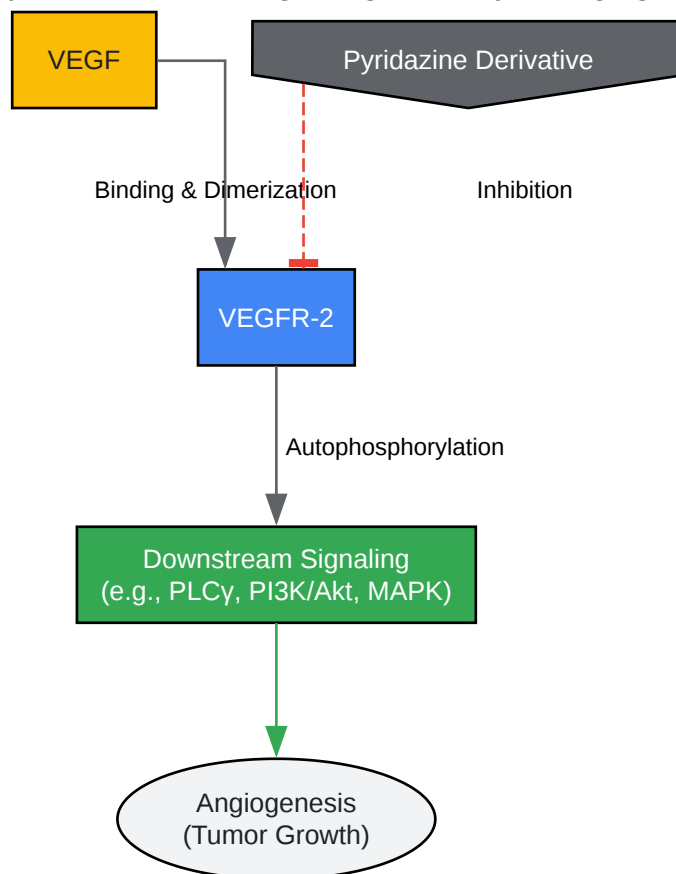 VEGF
Pyridazine Derivative
Binding & Dimerization
Inhibition
VEGFR-2
Autophosphorylation
Downstream Signaling
(e.g., PLCγ, PI3K/Akt, MAPK)
Angiogenesis
(Tumor Growth)